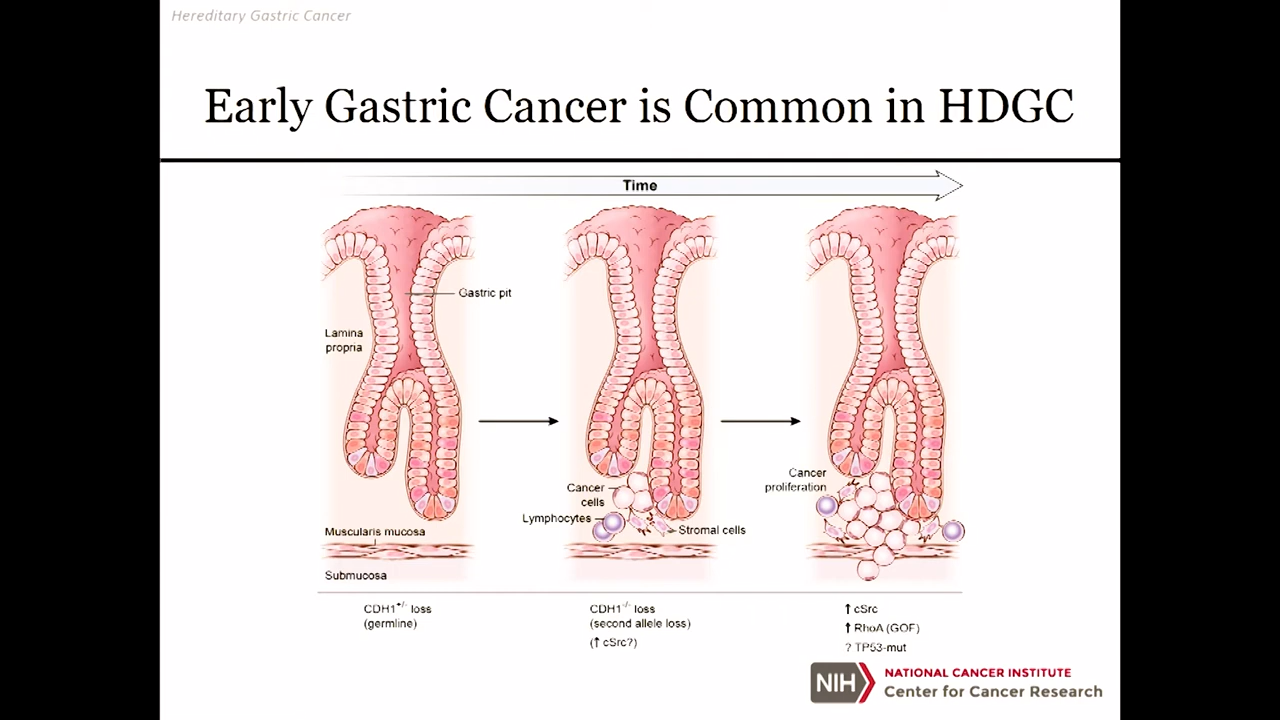 Hereditary Gastric Cancer
Early Gastric Cancer is Common in HDGC
Time
Gastric pit
Lamina
propria
Muscularis mucosa
Submucosa
Cancer
cells
Lymphocytes
Stromal cells
Cancer
proliferation
CDH1+/- loss
(germline)
CDH1-/- loss
(second allele loss)
(↑ cSrc?)
↑ cSrc
↑ RhoA (GOF)
? TP53-mut
NIH
NATIONAL CANCER INSTITUTE
Center for Cancer Research